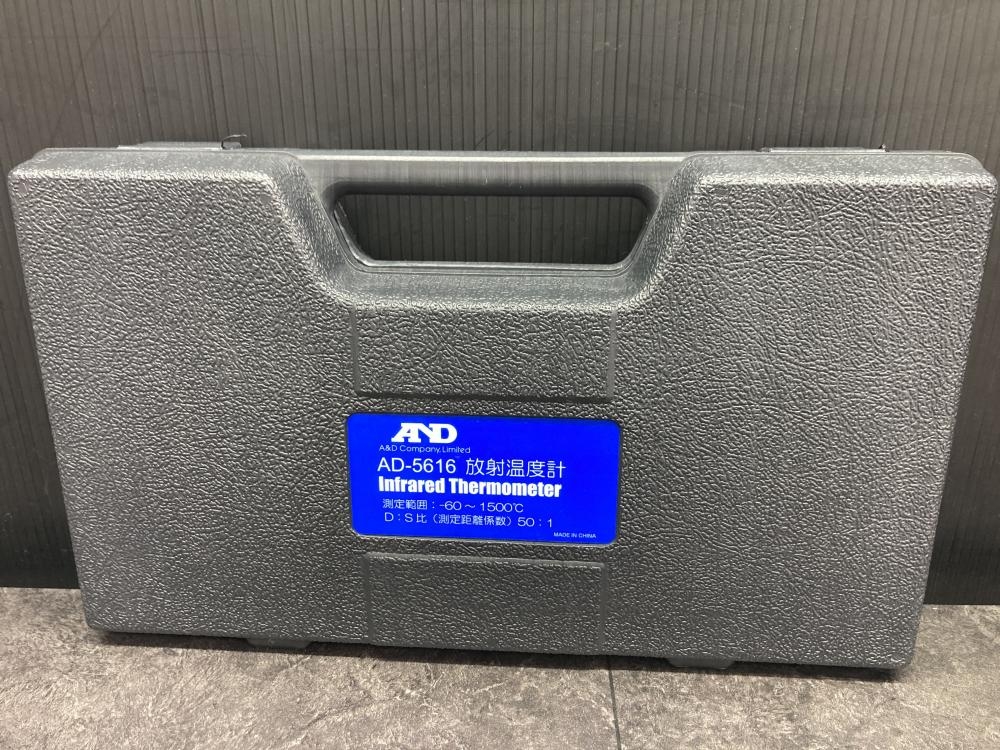 AND
A&D Company, Limited
AD-5616 放射温度計
Infrared Thermometer
測定範囲：-60～1500℃
D：S比（測定距離係数）50：1
MADE IN CHINA